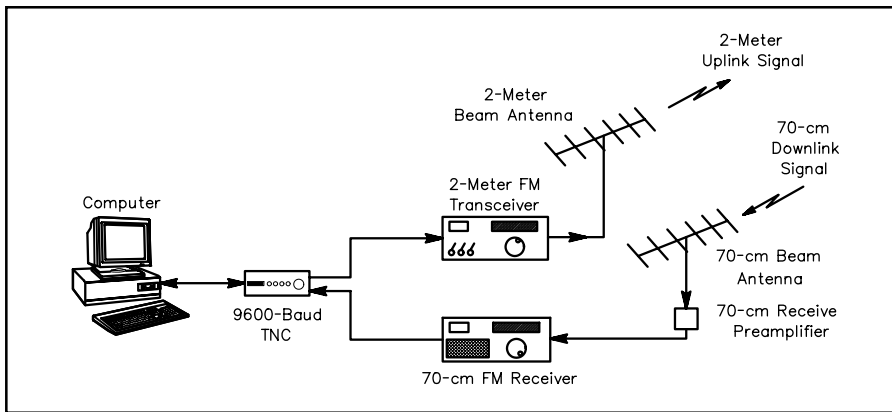 2-Meter
Uplink Signal
2-Meter
Beam Antenna
70-cm
Downlink
Signal
Computer
2-Meter FM
Transceiver
70-cm Beam
Antenna
9600-Baud
TNC
70-cm Receive
Preamplifier
70-cm FM Receiver